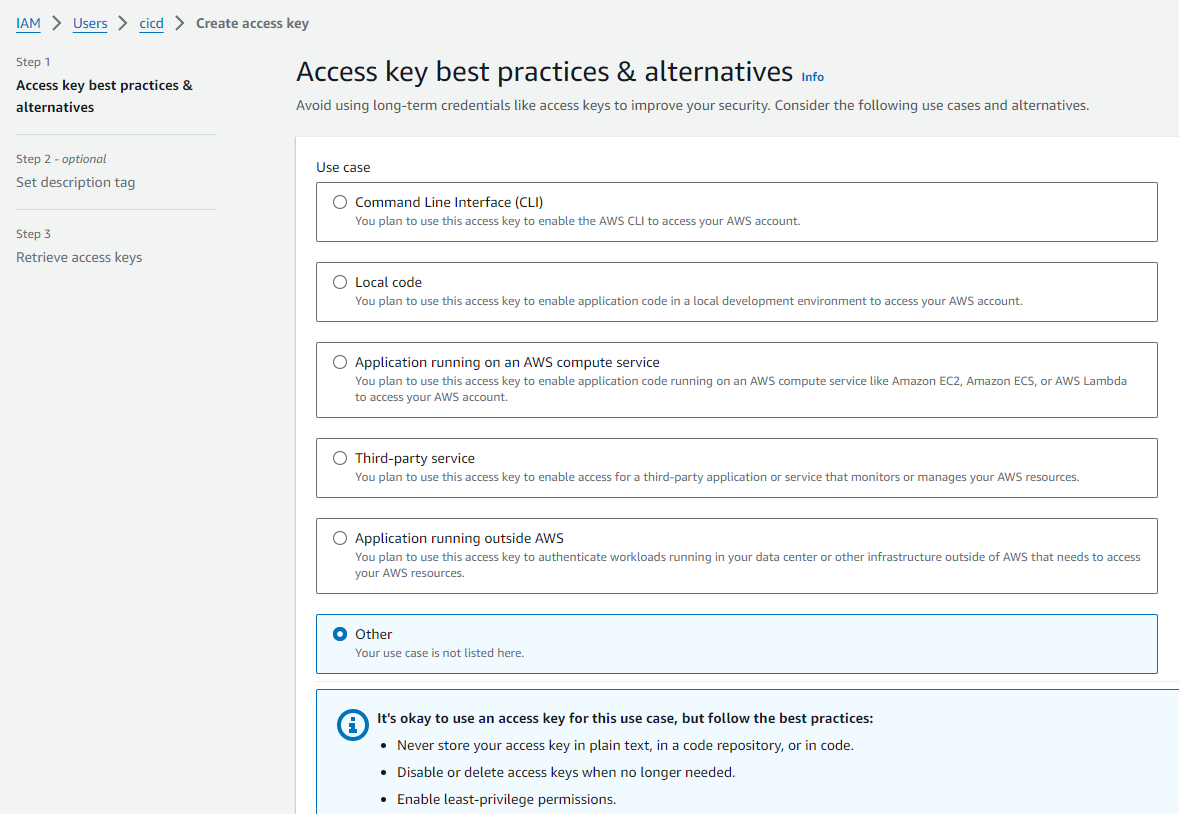 IAM > Users > cicd > Create access key
Step 1
Access key best practices &
alternatives
Step 2 - optional
Set description tag
Step 3
Retrieve access keys
Access key best practices & alternatives Info
Avoid using long-term credentials like access keys to improve your security. Consider the following use cases and alternatives.
Use case
Command Line Interface (CLI)
You plan to use this access key to enable the AWS CLI to access your AWS account.
Local code
You plan to use this access key to enable application code in a local development environment to access your AWS account.
Application running on an AWS compute service
You plan to use this access key to enable application code running on an AWS compute service like Amazon EC2, Amazon ECS, or AWS Lambda
to access your AWS account.
Third-party service
You plan to use this access key to enable access for a third-party application or service that monitors or manages your AWS resources.
Application running outside AWS
You plan to use this access key to authenticate workloads running in your data center or other infrastructure outside of AWS that needs to access
your AWS resources.
Other
Your use case is not listed here.
It's okay to use an access key for this use case, but follow the best practices:
• Never store your access key in plain text, in a code repository, or in code.
• Disable or delete access keys when no longer needed.
• Enable least-privilege permissions.